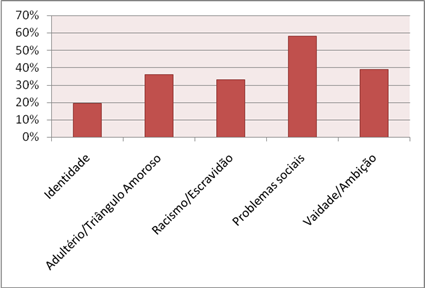 70%
60%
50%
40%
30%
20%
10%
0%
Identidade
Adultério/Triângulo Amoroso
Racismo/Escravidão
Problemas sociais
Vaidade/Ambição